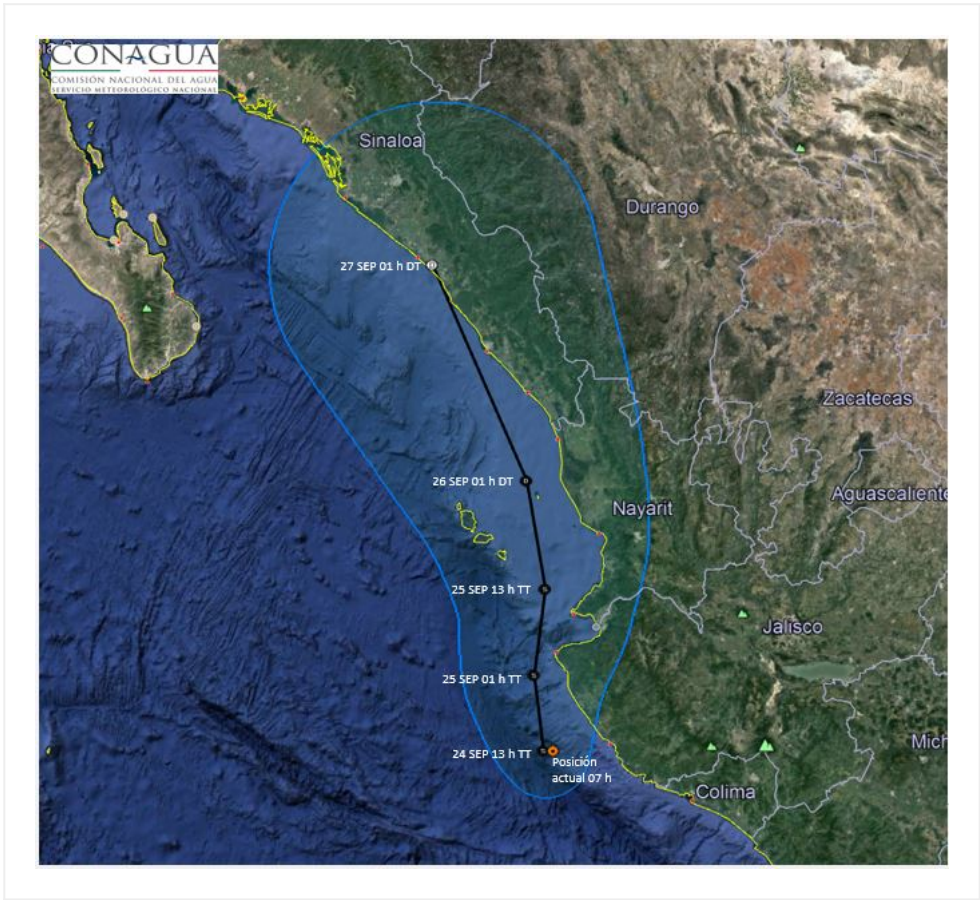 CONAGUA
COMISIÓN NACIONAL DEL AGUA
SERVICIO METEOROLÓGICO NACIONAL
Sinaloa
Durango
27 SEP 01 h DT
Zacatecas
26 SEP 01 h DT
Aguascaliente
Nayarit
25 SEP 13 h TT
Jalisco
25 SEP 01 h TT
24 SEP 13 h TT
Posición
actual 07 h
Mich
Colima